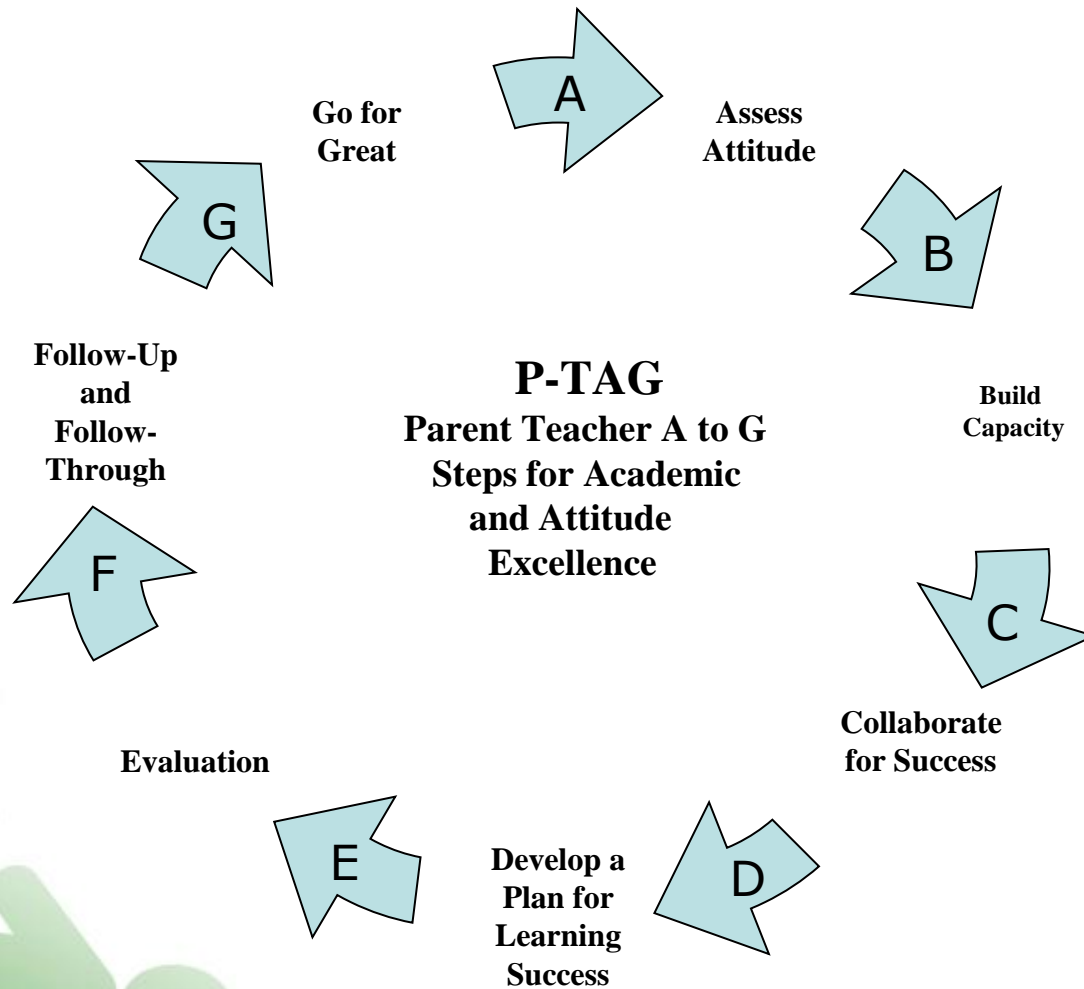 P-TAG
Parent Teacher A to G
Steps for Academic
and Attitude
Excellence
A
Assess
Attitude
B
Build
Capacity
C
Collaborate
for Success
D
Develop a
Plan for
Learning
Success
E
Evaluation
F
Follow-Up
and
Follow-
Through
G
Go for
Great